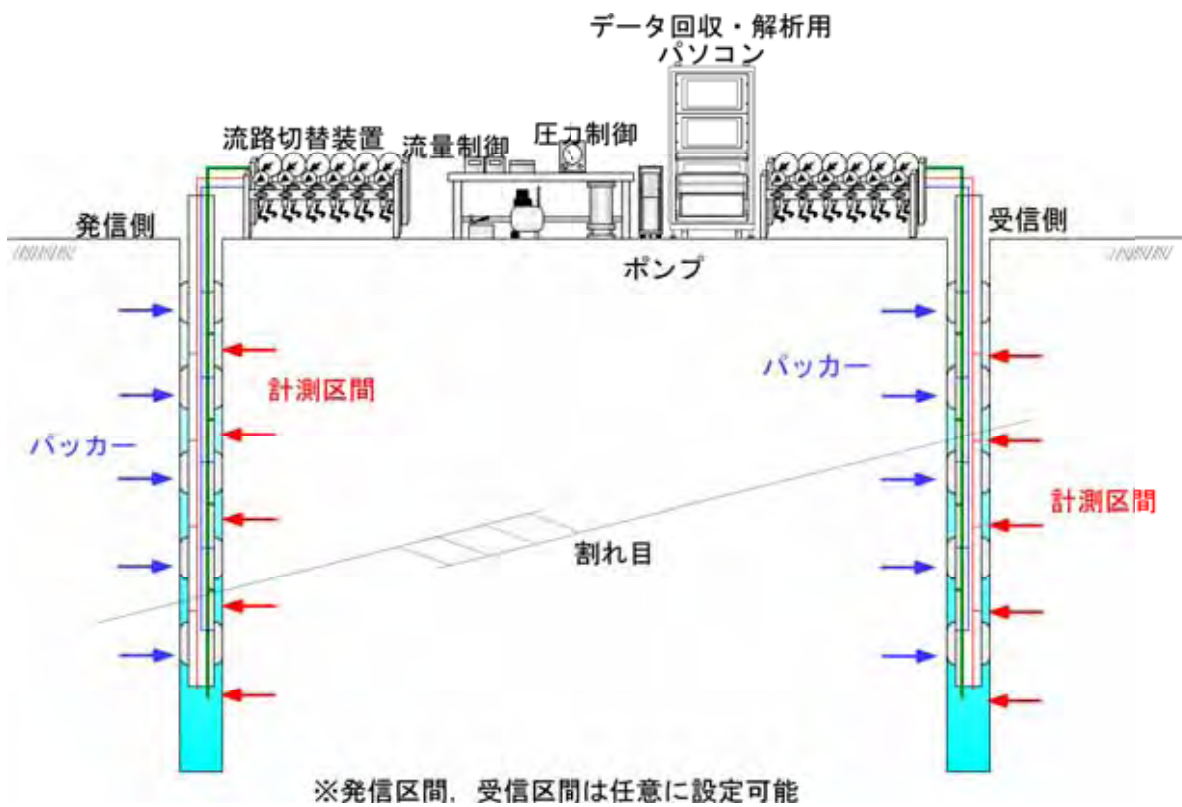 データ回収・解析用
パソコン
流路切替装置
流量制御
圧力制御
発信側
受信側
ポンプ
計測区間
パッカー
パッカー
計測区間
割れ目
※発信区間，受信区間は任意に設定可能